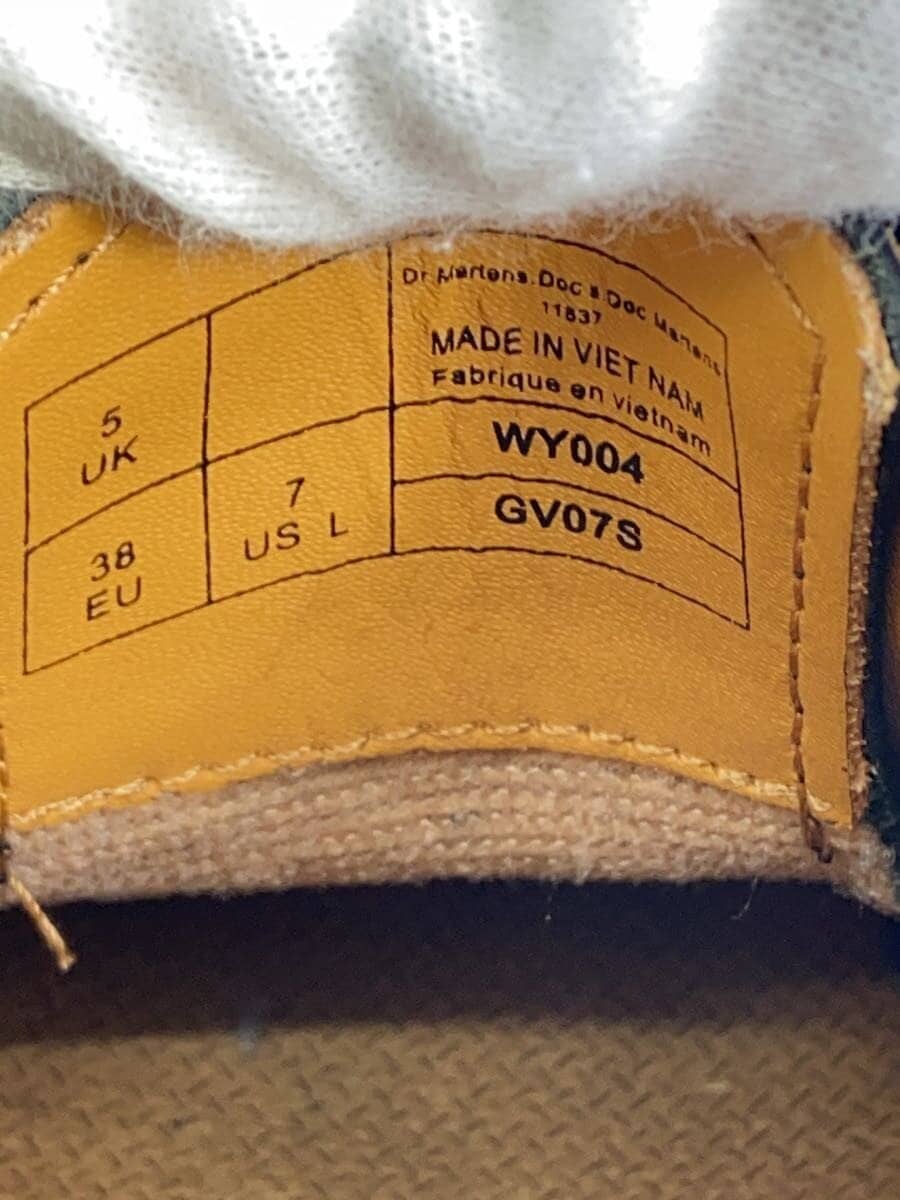 5
UK
38
EU
7
US L
Dr Martens.Doc & Doc Martens
11837
MADE IN VIET NAM
Fabrique en vietnam
WY004
GV07S